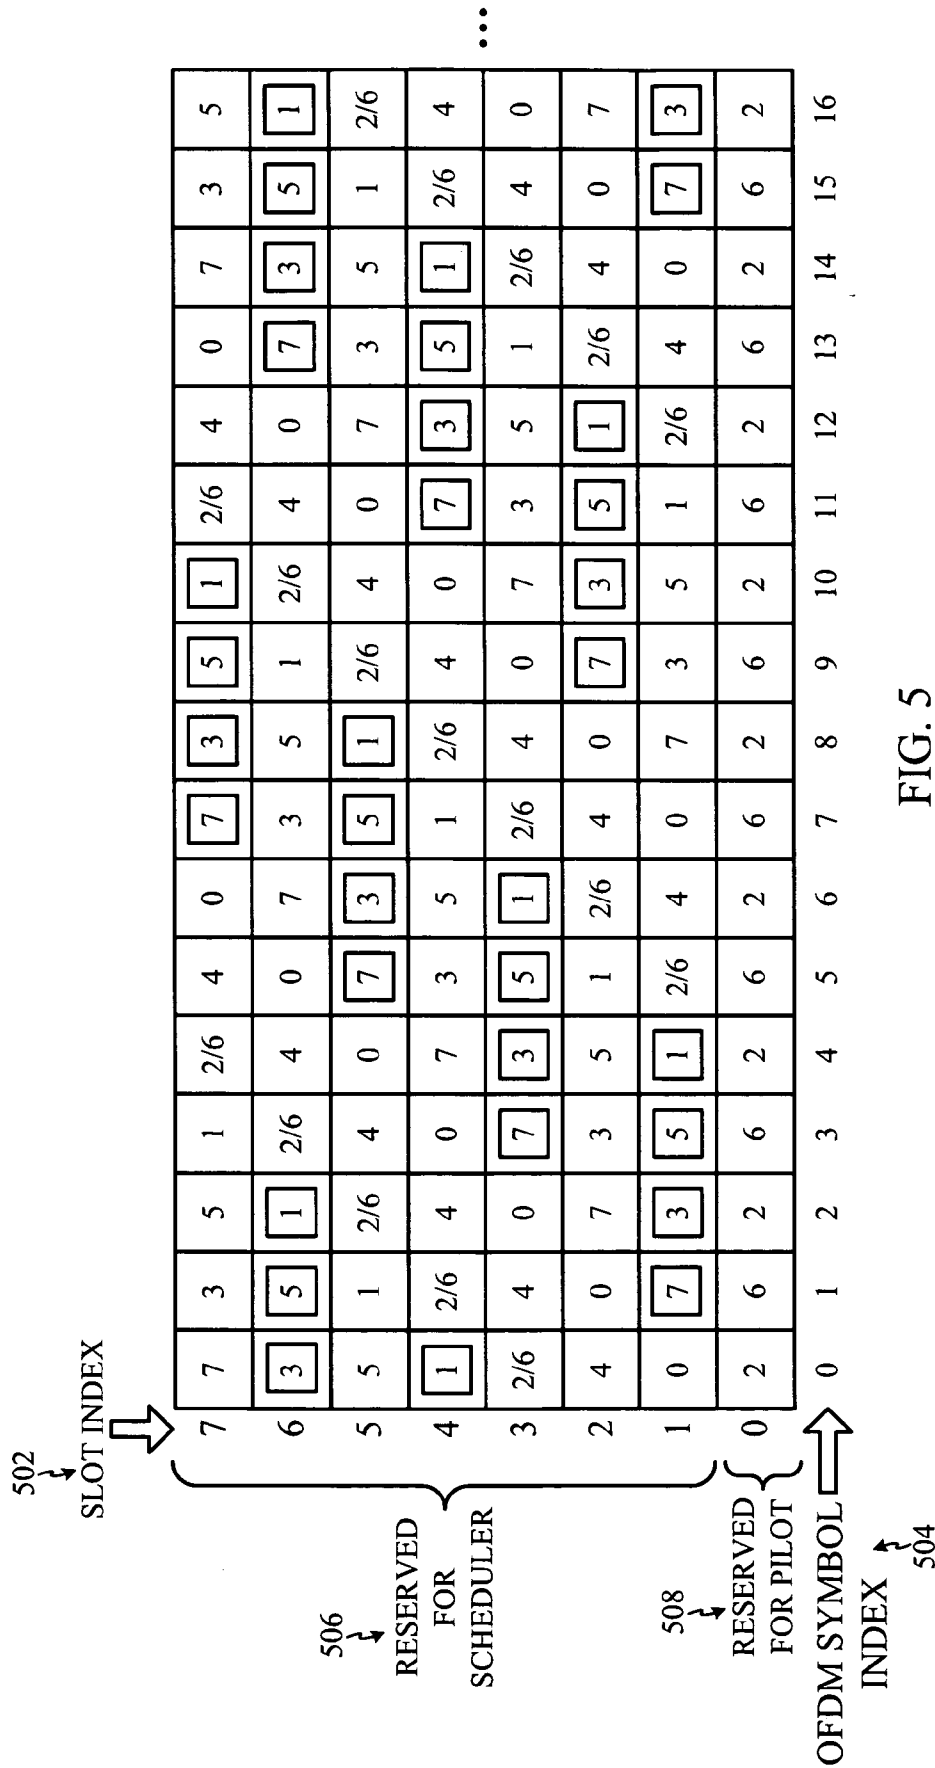 502
SLOT INDEX
7 7 3 5 1 2/6 4 0 7 3 5 1 2/6 4 0 7 3 5
6 3 5 1 2/6 4 0 7 3 5 1 2/6 4 0 7 3 5 1
5 5 1 2/6 4 0 7 3 5 1 2/6 4 0 7 3 5 1 2/6
4 1 2/6 4 0 7 3 5 1 2/6 4 0 7 3 5 1 2/6 4
3 2/6 4 0 7 3 5 1 2/6 4 0 7 3 5 1 2/6 4 0
2 4 0 7 3 5 1 2/6 4 0 7 3 5 1 2/6 4 0 7
1 0 7 3 5 1 2/6 4 0 7 3 5 1 2/6 4 0 7 3
0 2 6 2 6 2 6 2 6 2 6 2 6 2 6 2 6 2
...
506
RESERVED
FOR
SCHEDULER
508
RESERVED
FOR PILOT
OFDM SYMBOL
INDEX
504
0 1 2 3 4 5 6 7 8 9 10 11 12 13 14 15 16
FIG. 5